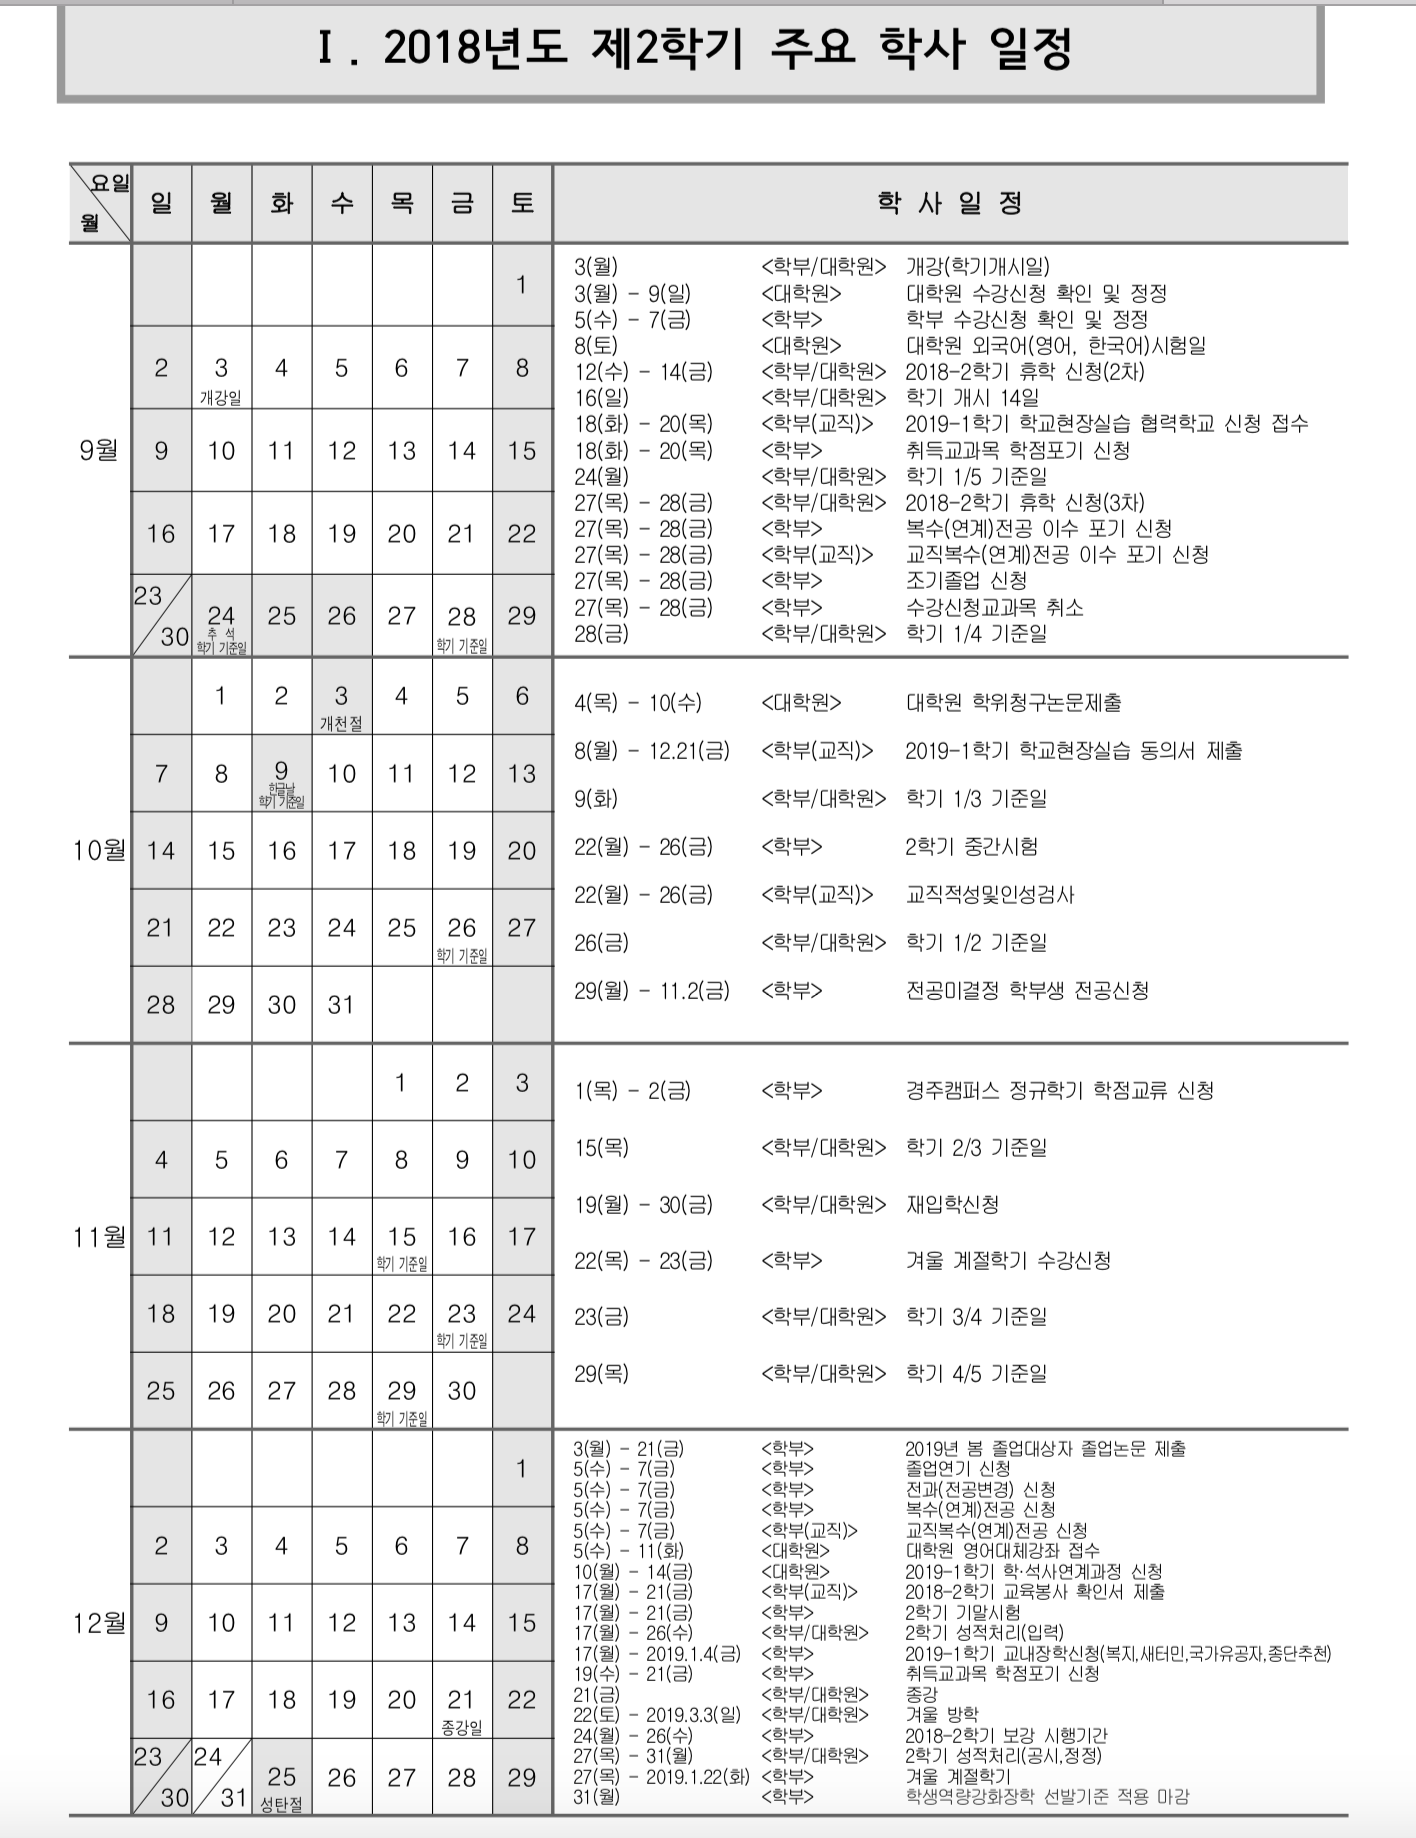 Ⅰ. 2018년도 제2학기 주요 학사 일정
요일
월 일 월 화 수 목 금 토 학 사 일 정
1
2 3 4 5 6 7 8
개강일
9월 9 10 11 12 13 14 15
16 17 18 19 20 21 22
23/30 24 25 26 27 28 29
추 석
학기 기준일 학기 기준일
3(월) <학부/대학원> 개강(학기개시일)
3(월) - 9(일) <대학원> 대학원 수강신청 확인 및 정정
5(수) - 7(금) <학부> 학부 수강신청 확인 및 정정
8(토) <대학원> 대학원 외국어(영어, 한국어)시험일
12(수) - 14(금) <학부/대학원> 2018-2학기 휴학 신청(2차)
16(일) <학부/대학원> 학기 개시 14일
18(화) - 20(목) <학부(교직)> 2019-1학기 학교현장실습 협력학교 신청 접수
18(화) - 20(목) <학부> 취득교과목 학점포기 신청
24(월) <학부/대학원> 학기 1/5 기준일
27(목) - 28(금) <학부/대학원> 2018-2학기 휴학 신청(3차)
27(목) - 28(금) <학부> 복수(연계)전공 이수 포기 신청
27(목) - 28(금) <학부(교직)> 교직복수(연계)전공 이수 포기 신청
27(목) - 28(금) <학부> 조기졸업 신청
27(목) - 28(금) <학부> 수강신청교과목 취소
28(금) <학부/대학원> 학기 1/4 기준일
1 2 3 4 5 6
개천절
7 8 9 10 11 12 13
한글날
학기 기준일
10월 14 15 16 17 18 19 20
21 22 23 24 25 26 27
학기 기준일
28 29 30 31
4(목) - 10(수) <대학원> 대학원 학위청구논문제출
8(월) - 12.21(금) <학부(교직)> 2019-1학기 학교현장실습 동의서 제출
9(화) <학부/대학원> 학기 1/3 기준일
22(월) - 26(금) <학부> 2학기 중간시험
22(월) - 26(금) <학부(교직)> 교직적성및인성검사
26(금) <학부/대학원> 학기 1/2 기준일
29(월) - 11.2(금) <학부> 전공미결정 학부생 전공신청
1 2 3
4 5 6 7 8 9 10
11월 11 12 13 14 15 16 17
학기 기준일
18 19 20 21 22 23 24
학기 기준일
25 26 27 28 29 30
학기 기준일
1(목) - 2(금) <학부> 경주캠퍼스 정규학기 학점교류 신청
15(목) <학부/대학원> 학기 2/3 기준일
19(월) - 30(금) <학부/대학원> 재입학신청
22(목) - 23(금) <학부> 겨울 계절학기 수강신청
23(금) <학부/대학원> 학기 3/4 기준일
29(목) <학부/대학원> 학기 4/5 기준일
1
2 3 4 5 6 7 8
12월 9 10 11 12 13 14 15
16 17 18 19 20 21 22
종강일
23/30 24/31 25 26 27 28 29
성탄절
3(월) - 21(금) <학부> 2019년 봄 졸업대상자 졸업논문 제출
5(수) - 7(금) <학부> 졸업연기 신청
5(수) - 7(금) <학부> 전과(전공변경) 신청
5(수) - 7(금) <학부> 복수(연계)전공 신청
5(수) - 7(금) <학부(교직)> 교직복수(연계)전공 신청
5(수) - 11(화) <대학원> 대학원 영어대체강좌 접수
10(월) - 14(금) <대학원> 2019-1학기 학·석사연계과정 신청
17(월) - 21(금) <학부(교직)> 2018-2학기 교육봉사 확인서 제출
17(월) - 21(금) <학부> 2학기 기말시험
17(월) - 26(수) <학부/대학원> 2학기 성적처리(입력)
17(월) - 2019.1.4(금) <학부> 2019-1학기 교내장학신청(복지,새터민,국가유공자,종단추천)
19(수) - 21(금) <학부> 취득교과목 학점포기 신청
21(금) <학부/대학원> 종강
22(토) - 2019.3.3(일) <학부/대학원> 겨울 방학
24(월) - 26(수) <학부> 2018-2학기 보강 시행기간
27(목) - 31(월) <학부/대학원> 2학기 성적처리(공시,정정)
27(목) - 2019.1.22(화) <학부> 겨울 계절학기
31(월) <학부> 학생역량강화장학 선발기준 적용 마감